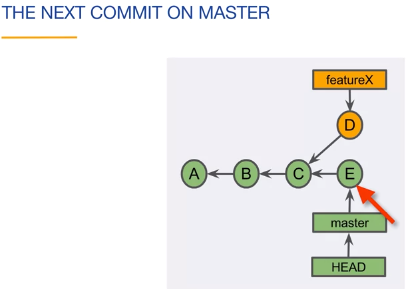 THE NEXT COMMIT ON MASTER
featureX
D
A B C E
master
HEAD